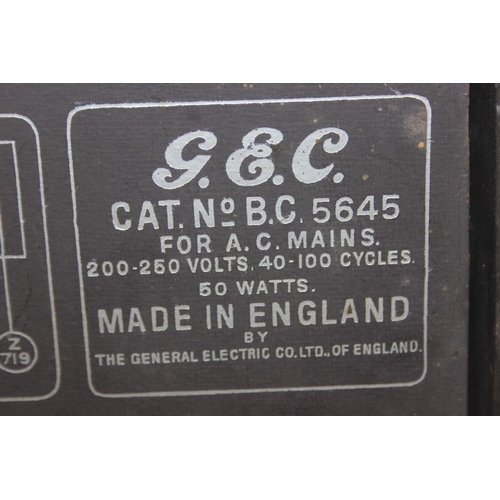 G.E.C.
CAT. Nº B.C. 5645
FOR A.C. MAINS.
200-250 VOLTS, 40-100 CYCLES.
50 WATTS.
MADE IN ENGLAND
BY
THE GENERAL ELECTRIC CO. LTD., OF ENGLAND.
Z
719